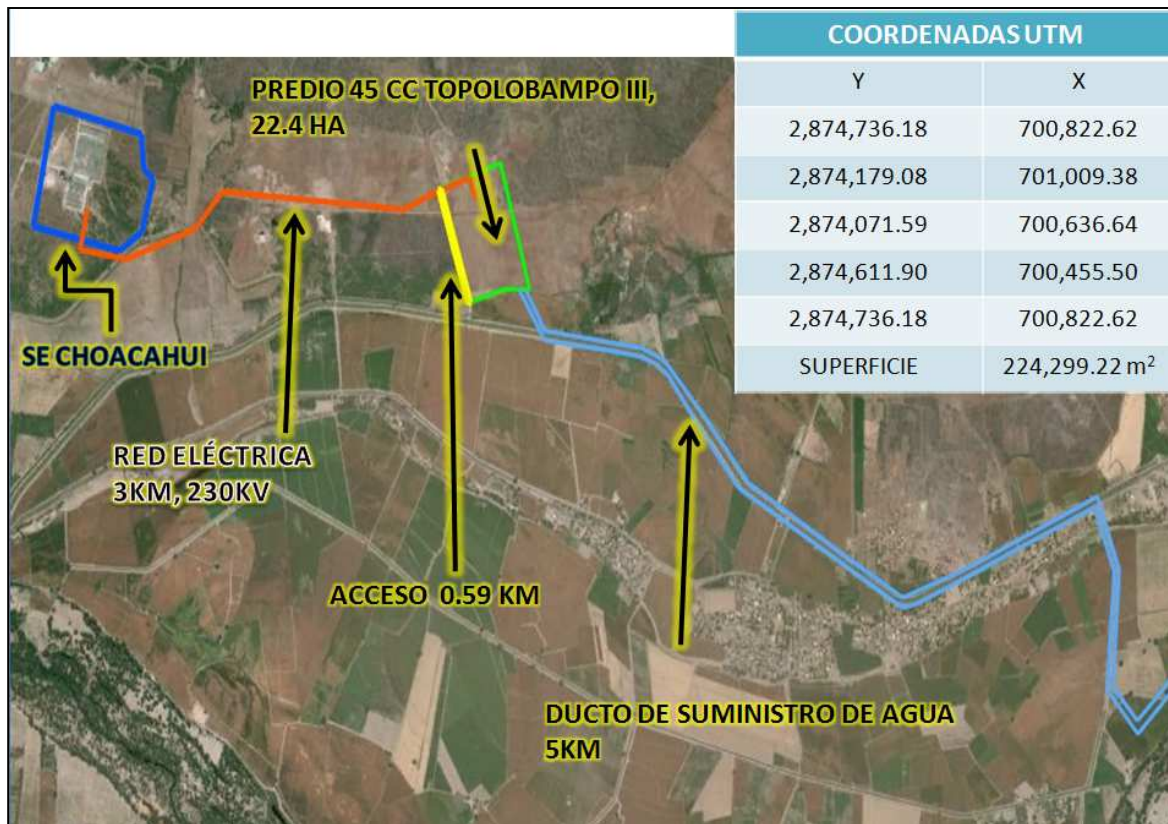 COORDENADAS UTM
Y X
2,874,736.18 700,822.62
2,874,179.08 701,009.38
2,874,071.59 700,636.64
2,874,611.90 700,455.50
2,874,736.18 700,822.62
SUPERFICIE 224,299.22 m²
PREDIO 45 CC TOPOLOBAMPO III,
22.4 HA
SE CHOACAHUI
RED ELÉCTRICA
3KM, 230KV
ACCESO 0.59 KM
DUCTO DE SUMINISTRO DE AGUA
5KM